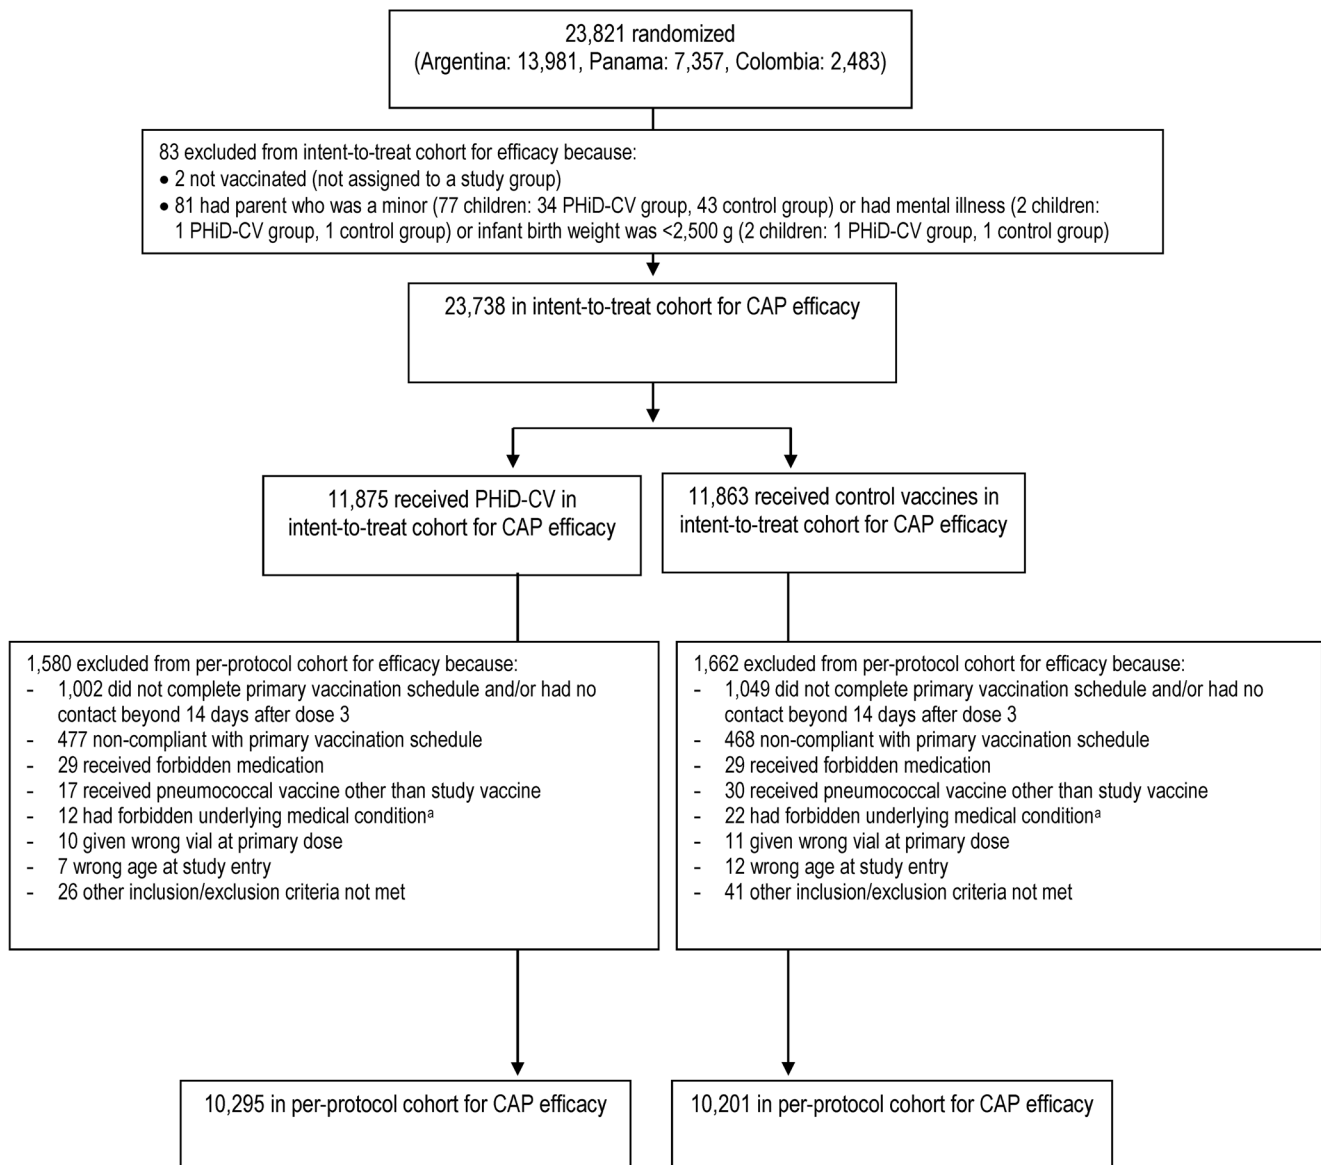 23,821 randomized
(Argentina: 13,981, Panama: 7,357, Colombia: 2,483)
83 excluded from intent-to-treat cohort for efficacy because:
• 2 not vaccinated (not assigned to a study group)
• 81 had parent who was a minor (77 children: 34 PHiD-CV group, 43 control group) or had mental illness (2 children:
1 PHiD-CV group, 1 control group) or infant birth weight was <2,500 g (2 children: 1 PHiD-CV group, 1 control group)
23,738 in intent-to-treat cohort for CAP efficacy
11,875 received PHiD-CV in
intent-to-treat cohort for CAP efficacy
11,863 received control vaccines in
intent-to-treat cohort for CAP efficacy
1,580 excluded from per-protocol cohort for efficacy because:
- 1,002 did not complete primary vaccination schedule and/or had no
contact beyond 14 days after dose 3
- 477 non-compliant with primary vaccination schedule
- 29 received forbidden medication
- 17 received pneumococcal vaccine other than study vaccine
- 12 had forbidden underlying medical conditionᵃ
- 10 given wrong vial at primary dose
- 7 wrong age at study entry
- 26 other inclusion/exclusion criteria not met
1,662 excluded from per-protocol cohort for efficacy because:
- 1,049 did not complete primary vaccination schedule and/or had no
contact beyond 14 days after dose 3
- 468 non-compliant with primary vaccination schedule
- 29 received forbidden medication
- 30 received pneumococcal vaccine other than study vaccine
- 22 had forbidden underlying medical conditionᵃ
- 11 given wrong vial at primary dose
- 12 wrong age at study entry
- 41 other inclusion/exclusion criteria not met
10,295 in per-protocol cohort for CAP efficacy
10,201 in per-protocol cohort for CAP efficacy